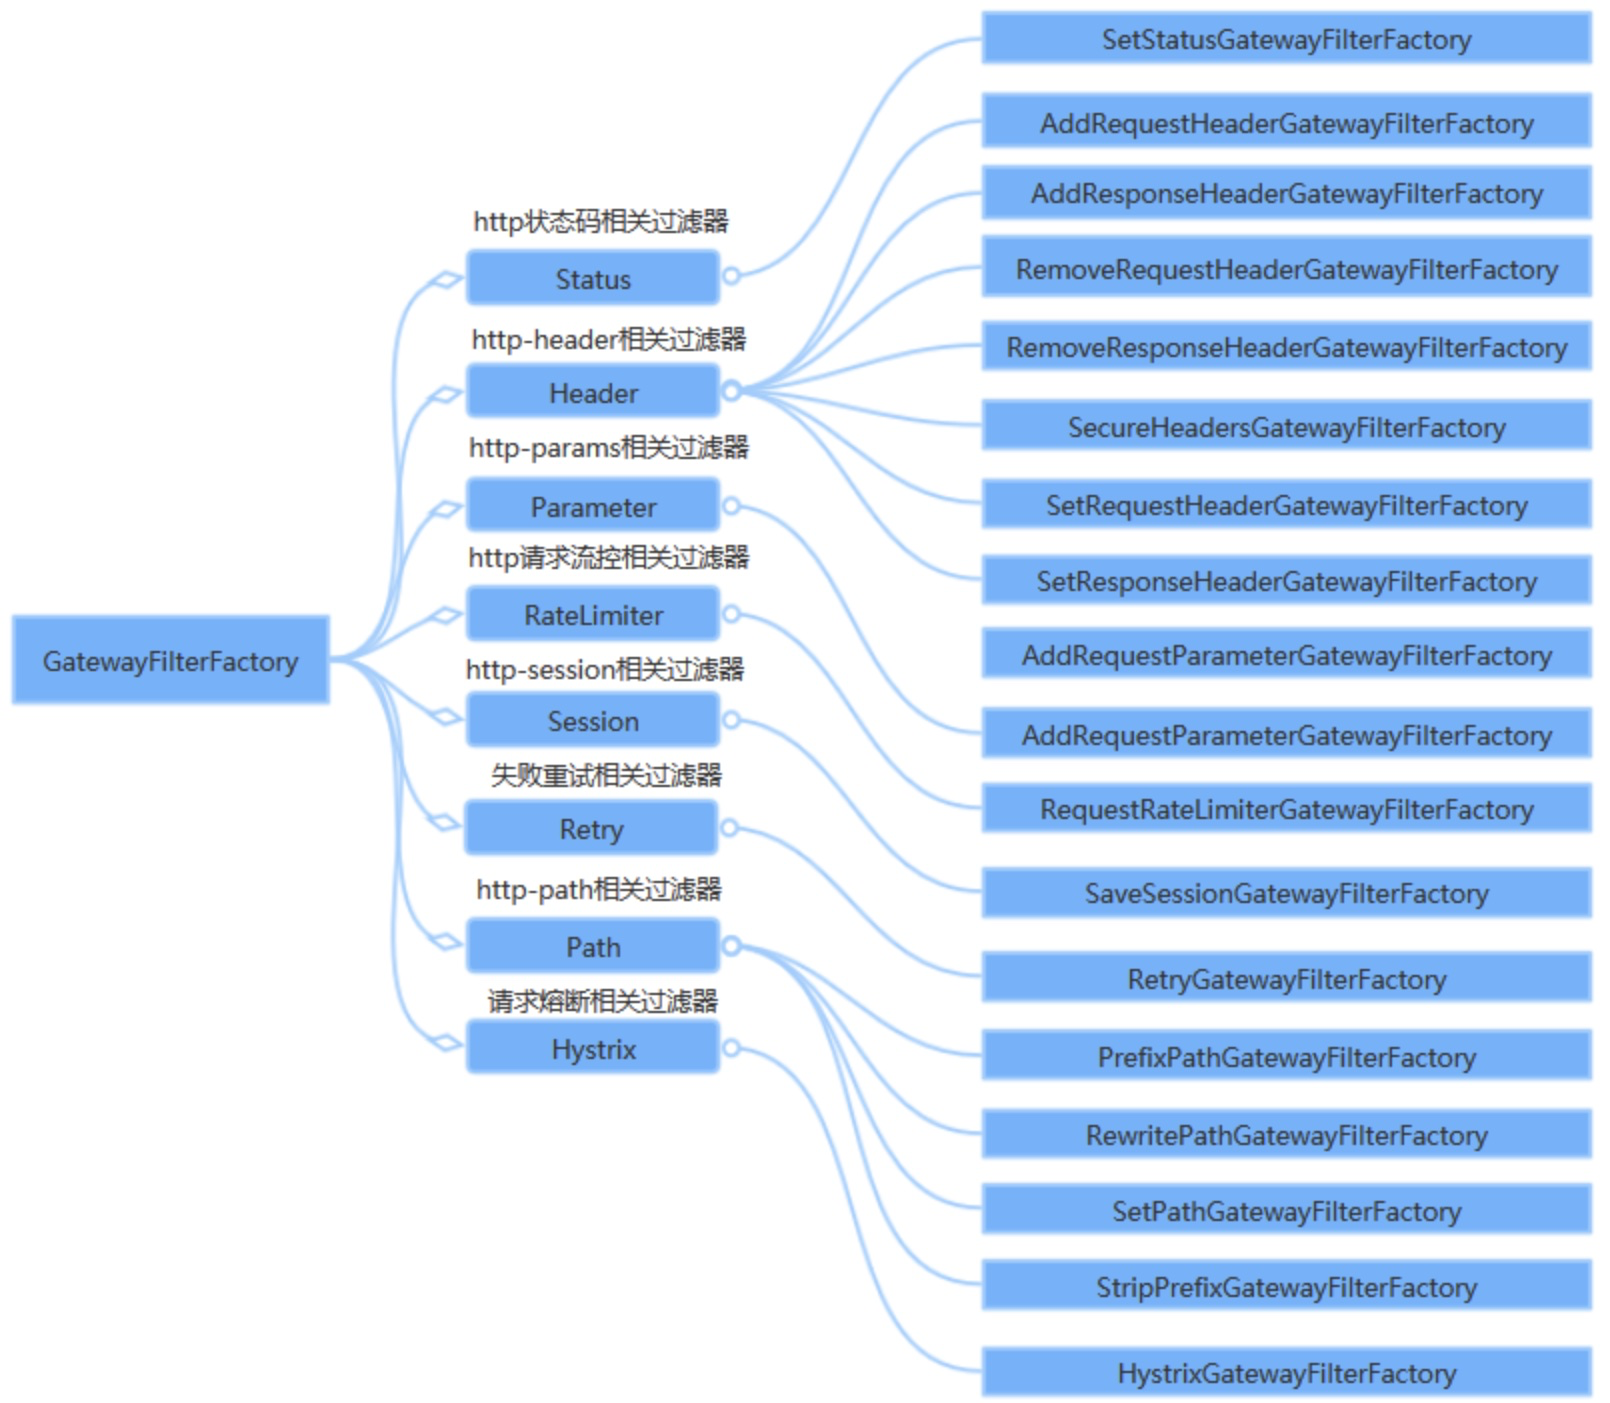 GatewayFilterFactory
http状态码相关过滤器
Status
http-header相关过滤器
Header
http-params相关过滤器
Parameter
http请求流控相关过滤器
RateLimiter
http-session相关过滤器
Session
失败重试相关过滤器
Retry
http-path相关过滤器
Path
请求熔断相关过滤器
Hystrix
SetStatusGatewayFilterFactory
AddRequestHeaderGatewayFilterFactory
AddResponseHeaderGatewayFilterFactory
RemoveRequestHeaderGatewayFilterFactory
RemoveResponseHeaderGatewayFilterFactory
SecureHeadersGatewayFilterFactory
SetRequestHeaderGatewayFilterFactory
SetResponseHeaderGatewayFilterFactory
AddRequestParameterGatewayFilterFactory
AddRequestParameterGatewayFilterFactory
RequestRateLimiterGatewayFilterFactory
SaveSessionGatewayFilterFactory
RetryGatewayFilterFactory
PrefixPathGatewayFilterFactory
RewritePathGatewayFilterFactory
SetPathGatewayFilterFactory
StripPrefixGatewayFilterFactory
HystrixGatewayFilterFactory